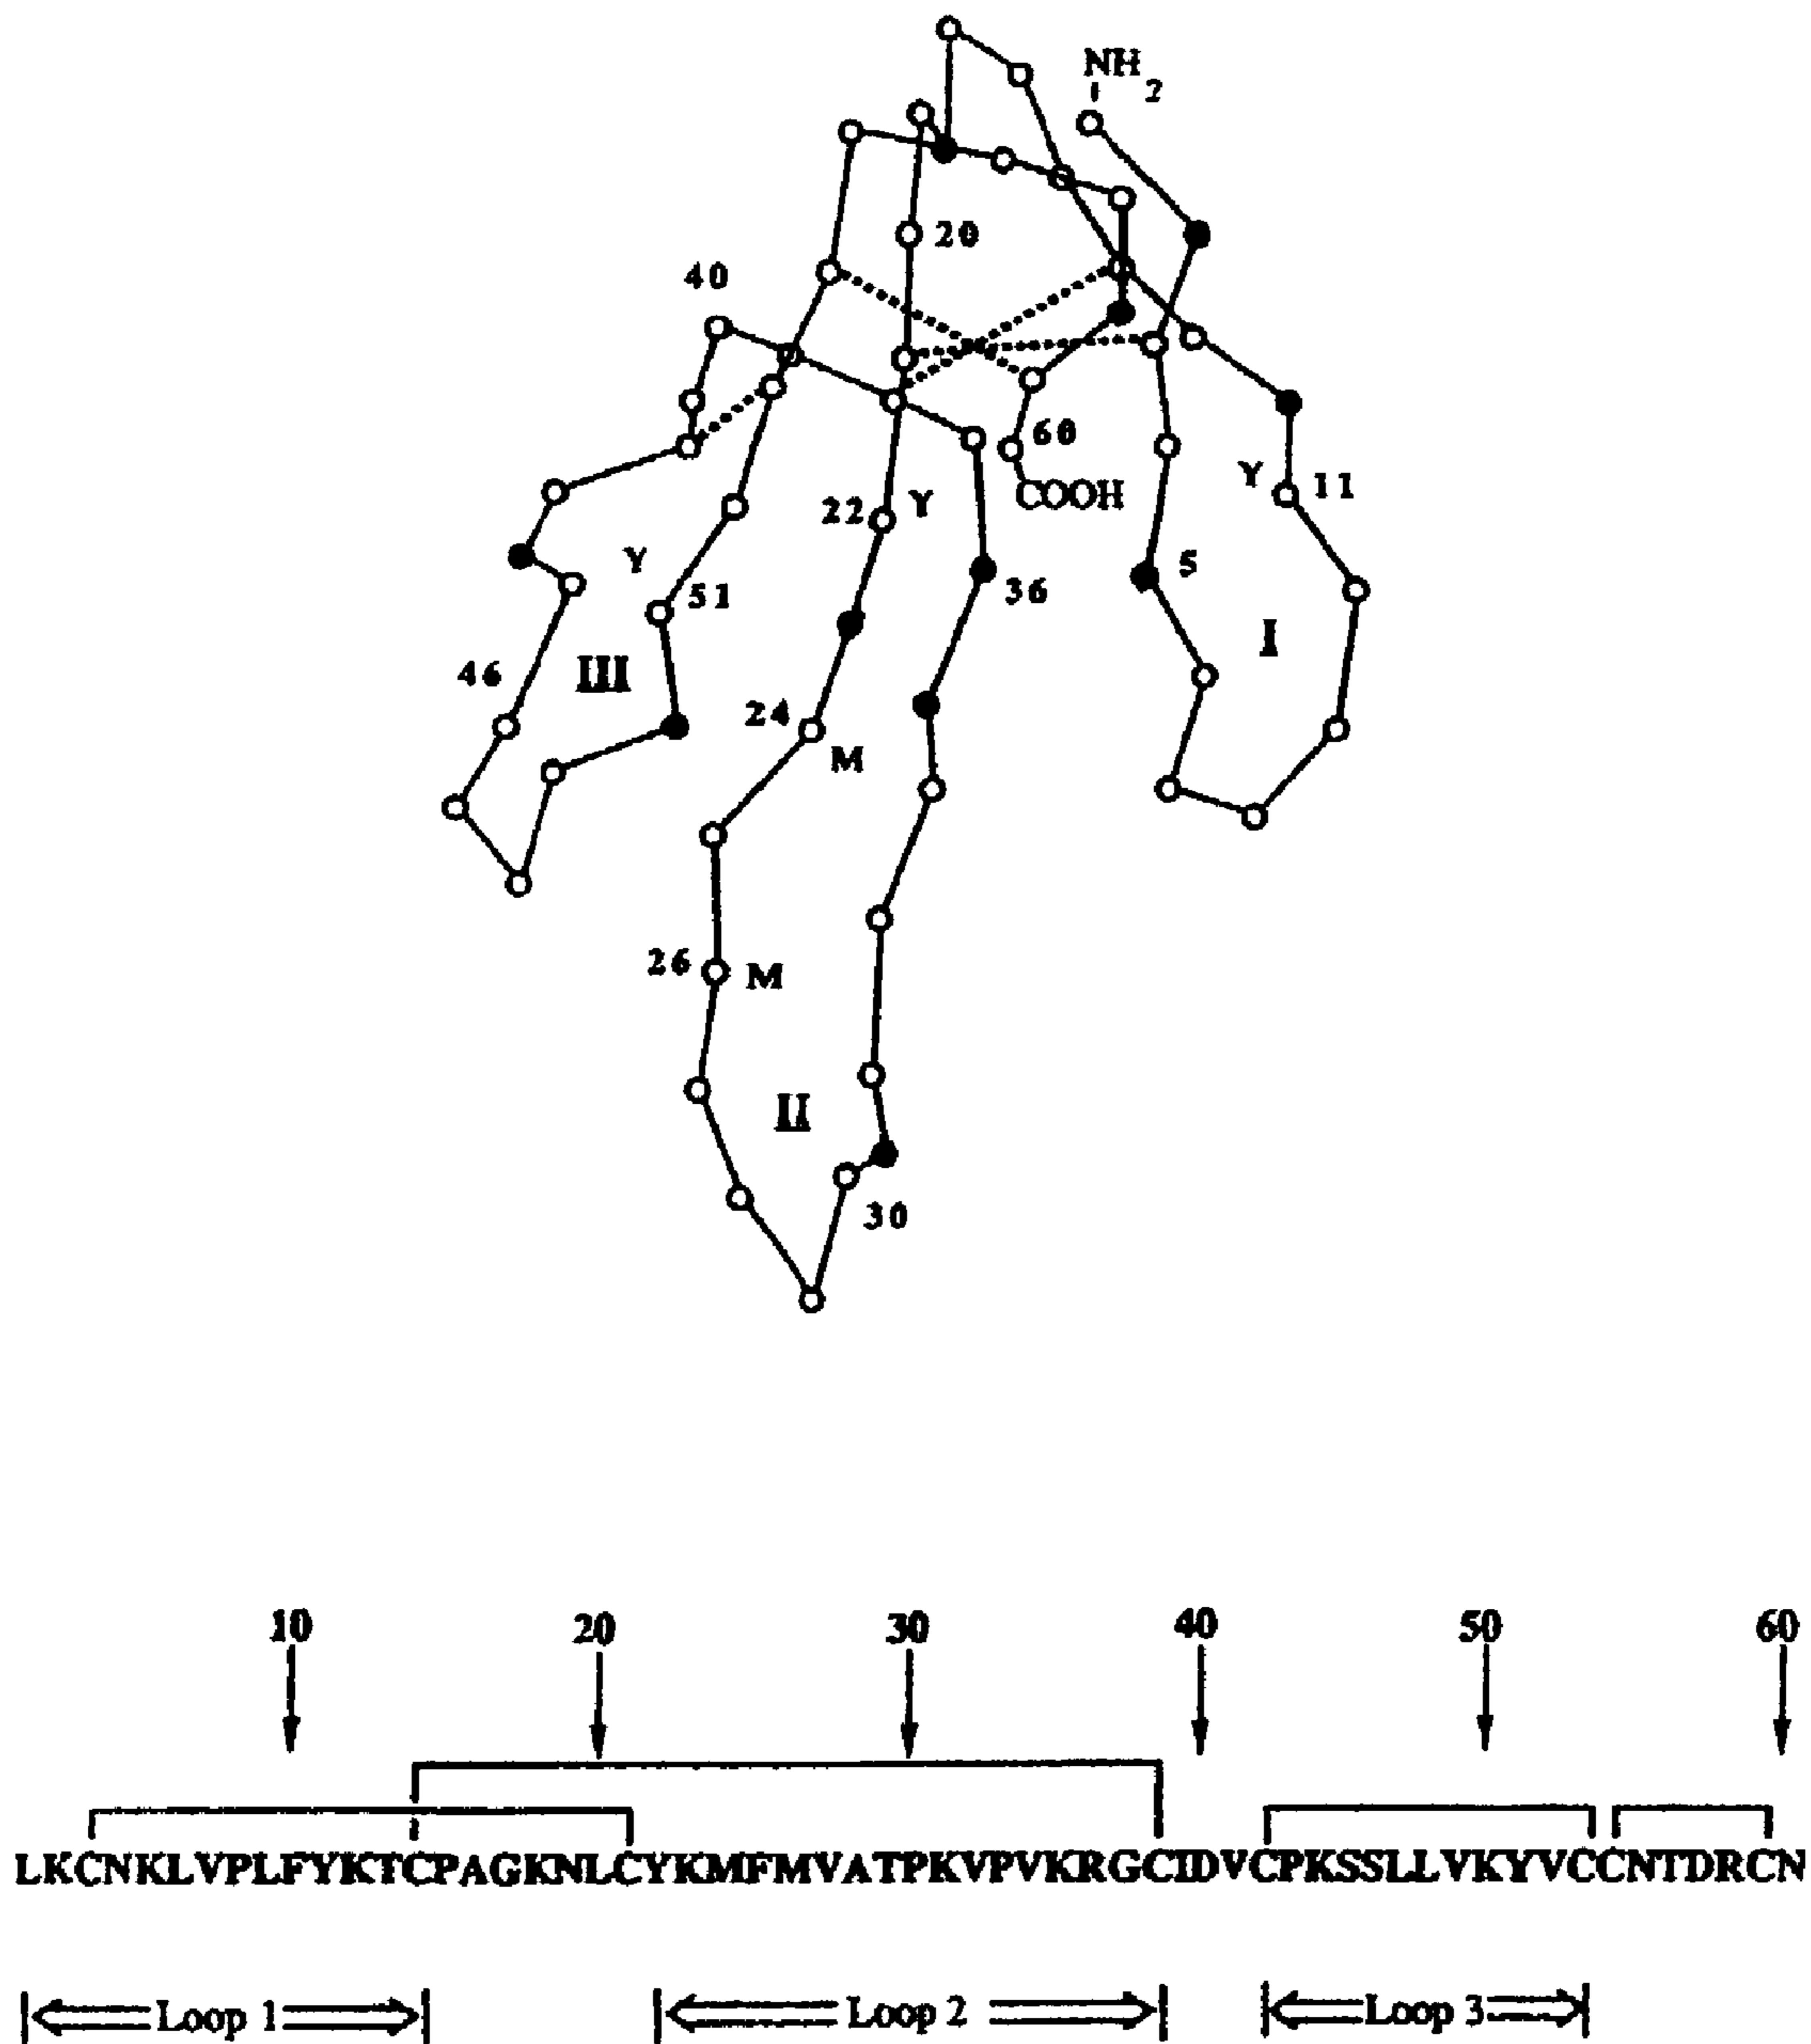 NH2
20
40
60
COOH
22 Y
Y 11
5
36
Y
51
I
46 III
24
M
26 M
II
30
10 20 30 40 50 60
LKCNKLVPLFYKTCPAGKNLCYKMFMVATPKVPVKRGCIDVCPKSSLLVKYVCCNTDRCN
Loop 1 Loop 2 Loop 3